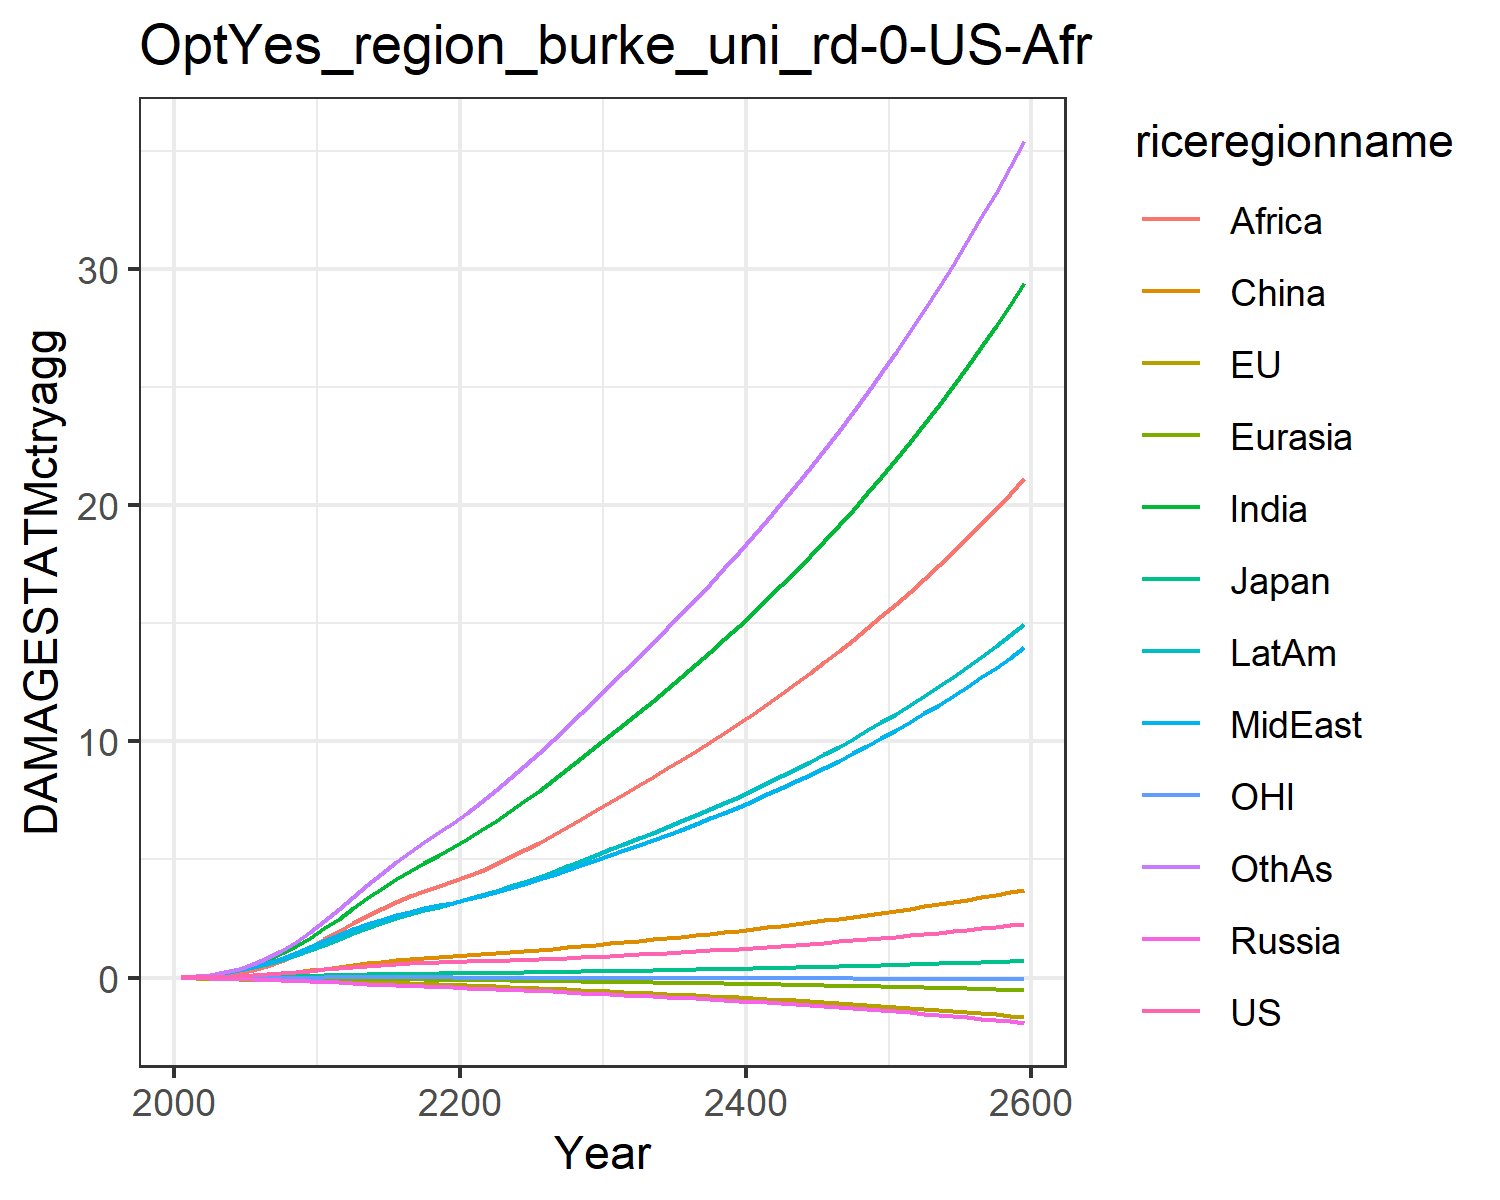 OptYes_region_burke_uni_rd-0-US-Afr
DAMAGESTATMctryagg
30
20
10
0
2000
2200
2400
2600
Year
riceregionname
Africa
China
EU
Eurasia
India
Japan
LatAm
MidEast
OHI
OthAs
Russia
US